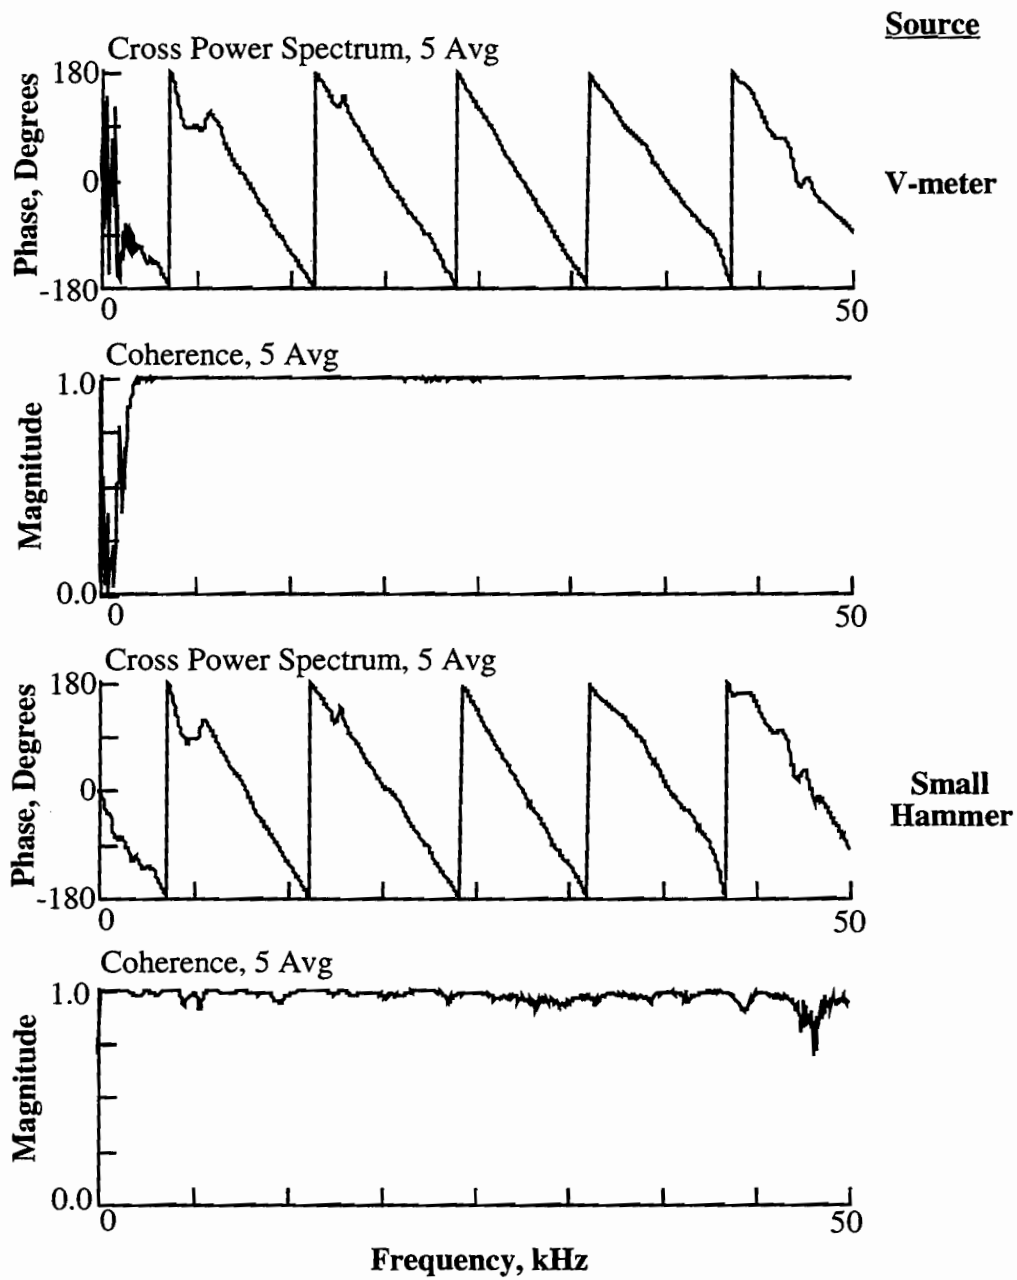 Source
Cross Power Spectrum, 5 Avg
180
Phase, Degrees
0
-180
0
50
V-meter
Coherence, 5 Avg
1.0
Magnitude
0.0
0
50
Cross Power Spectrum, 5 Avg
180
Phase, Degrees
0
-180
0
50
Small
Hammer
Coherence, 5 Avg
1.0
Magnitude
0.0
0
50
Frequency, kHz